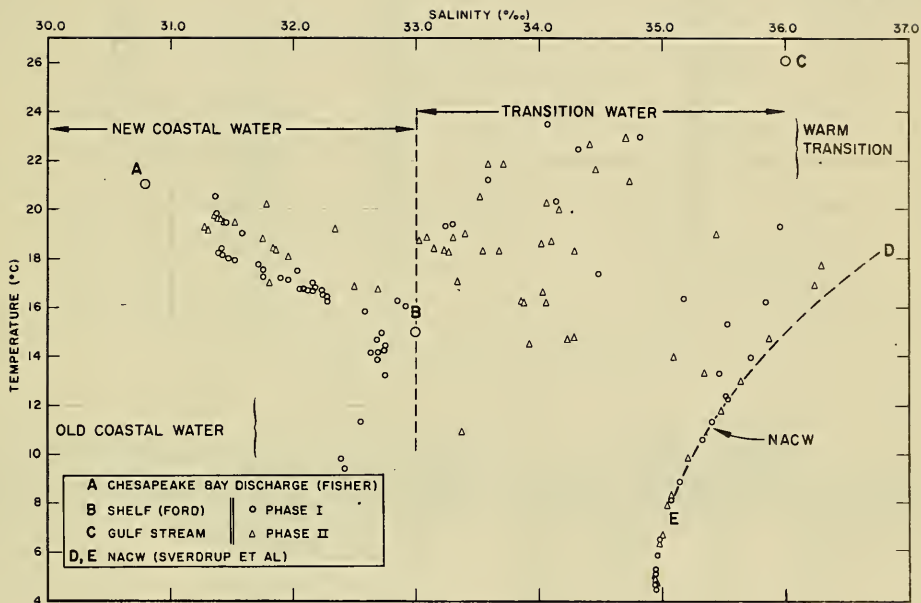 SALINITY (°/oo)
30.0 31.0 32.0 33.0 34.0 35.0 36.0 37.0
26
24
22
20
18
16
14
12
10
8
6
4
TEMPERATURE (°C)
C
NEW COASTAL WATER
TRANSITION WATER
WARM
TRANSITION
A
D
B
OLD COASTAL WATER
NACW
E
A CHESAPEAKE BAY DISCHARGE (FISHER)
B SHELF (FORD)
C GULF STREAM
D, E NACW (SVERDRUP ET AL)
PHASE I
PHASE II